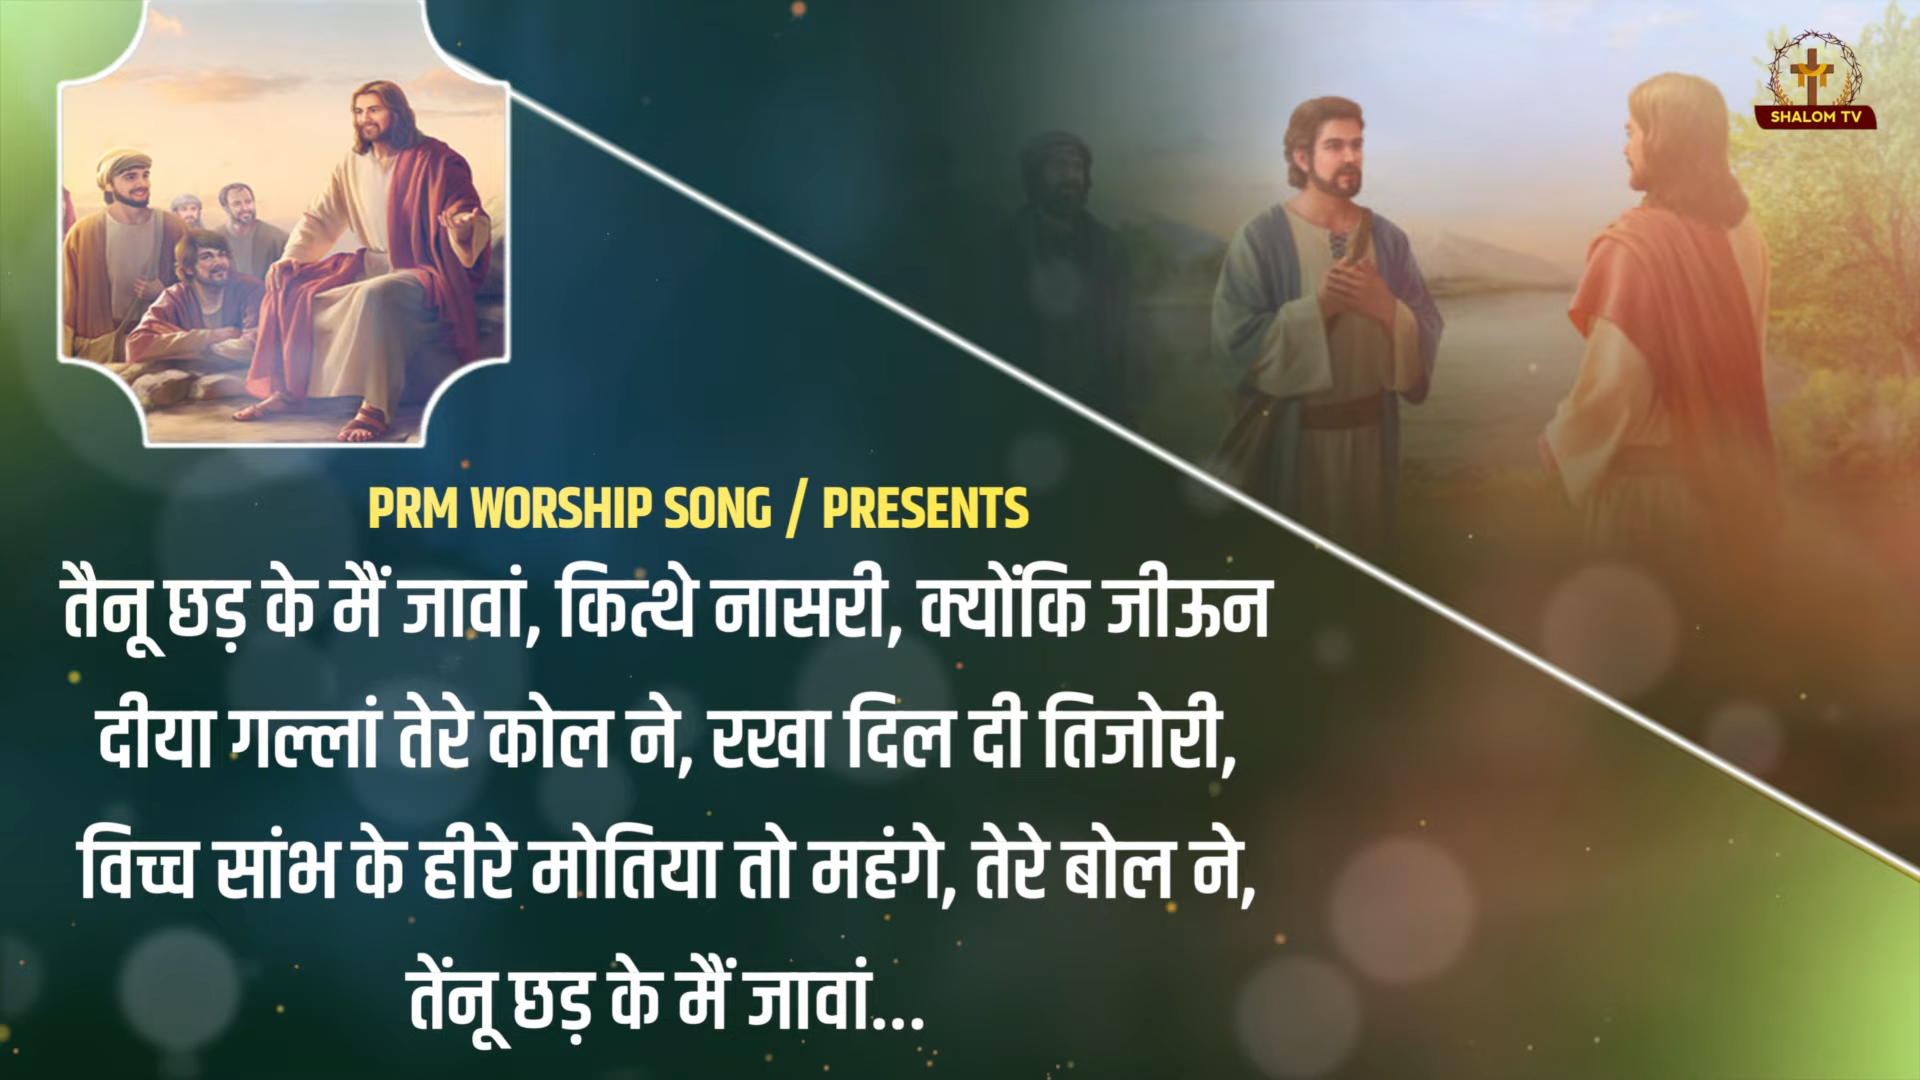 SHALOM TV
PRM WORSHIP SONG / PRESENTS
तैनू छड़ के मैं जावां, कित्थे नासरी, क्योंकि जीऊन
दीया गल्लां तेरे कोल ने, रखा दिल दी तिजोरी,
विच्च सांभ के हीरे मोतिया तो महंगे, तेरे बोल ने,
तेंनू छड़ के मैं जावां...